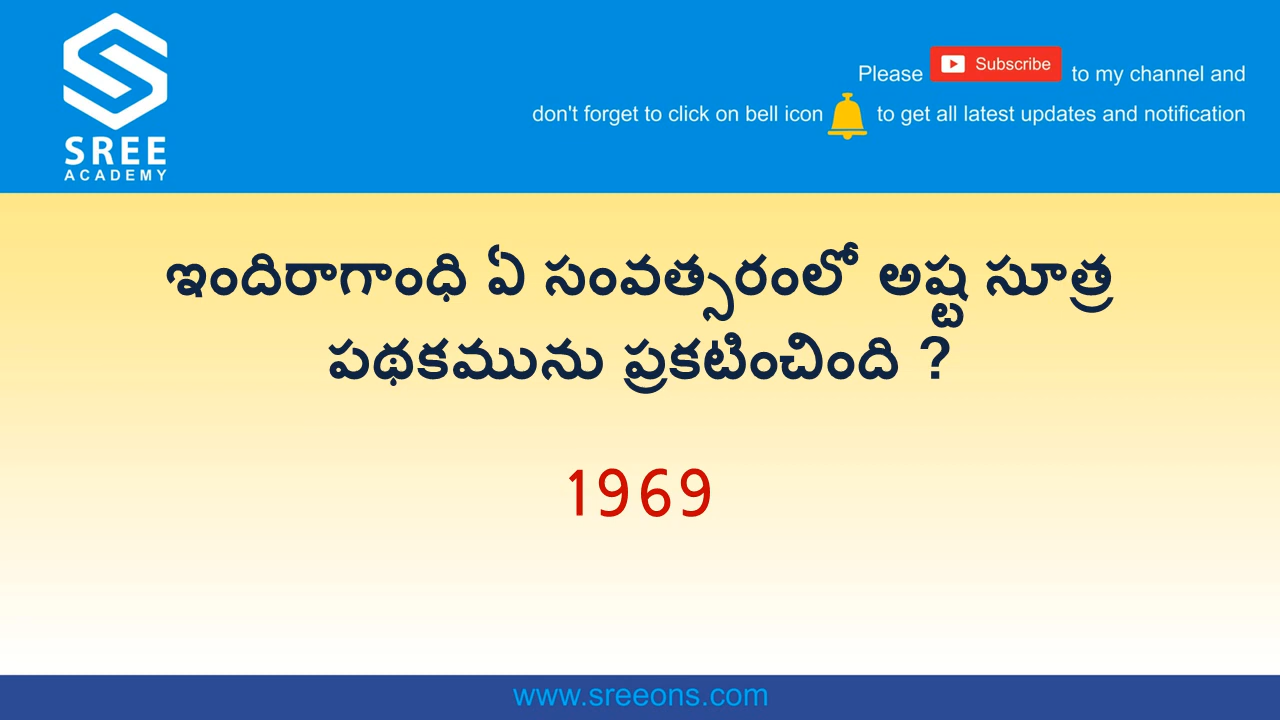 SREE
ACADEMY
Please Subscribe to my channel and
don't forget to click on bell icon to get all latest updates and notification
ఇందిరాగాంధి ఏ సంవత్సరంలో అష్ట సూత్ర
పథకమును ప్రకటించింది ?
1969
www.sreeons.com